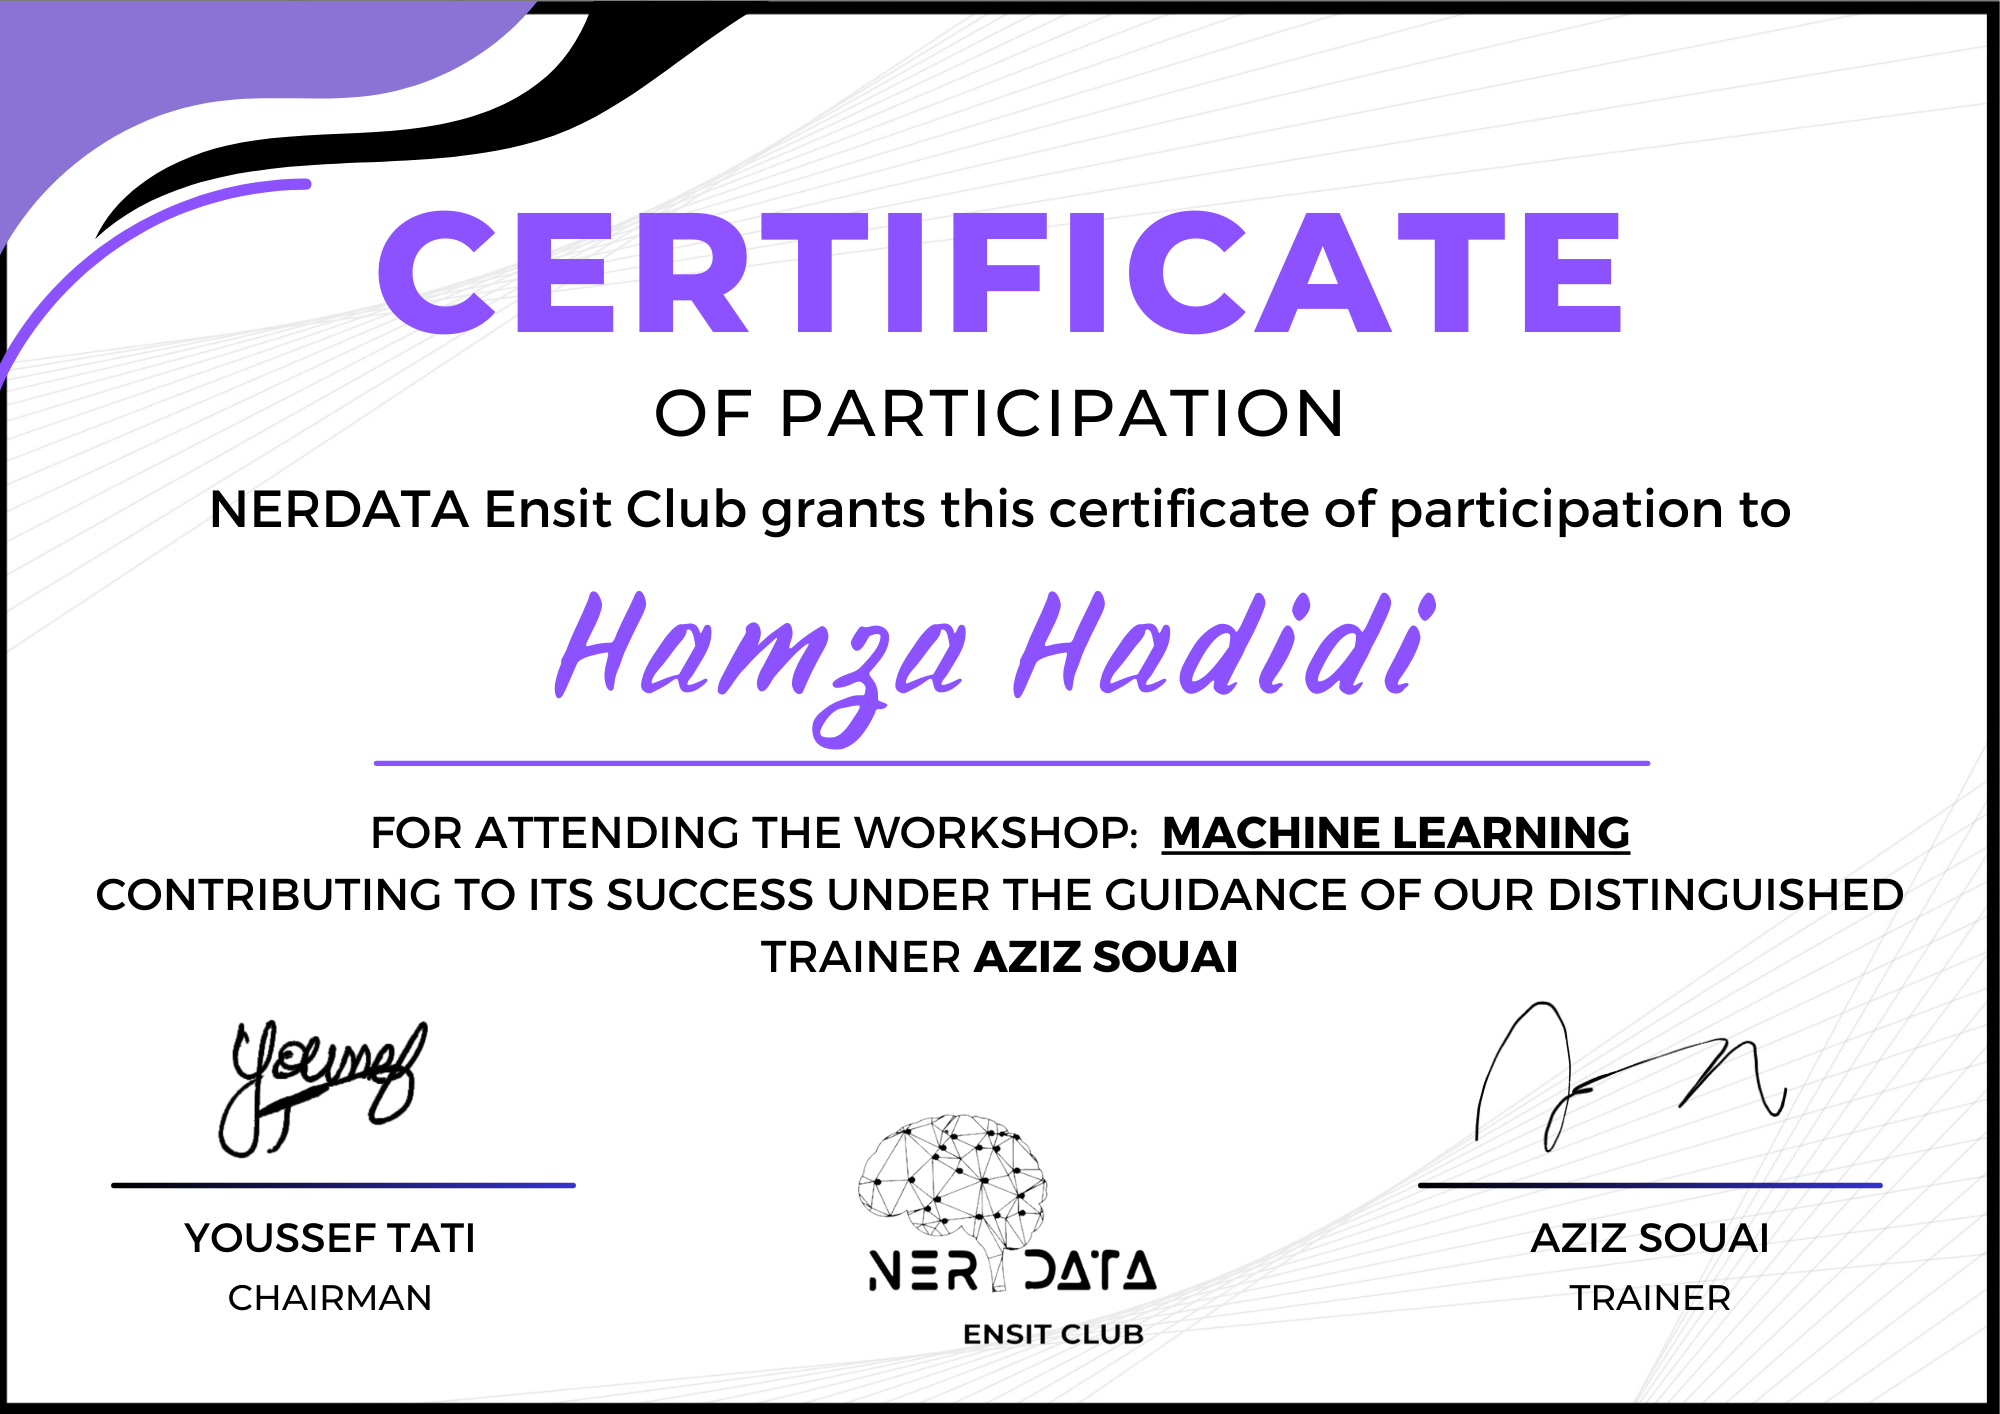 CERTIFICATE
OF PARTICIPATION
NERDATA Ensit Club grants this certificate of participation to
Hamza Hadidi
FOR ATTENDING THE WORKSHOP: MACHINE LEARNING
CONTRIBUTING TO ITS SUCCESS UNDER THE GUIDANCE OF OUR DISTINGUISHED
TRAINER AZIZ SOUAI
Youssef
YOUSSEF TATI
CHAIRMAN
NERDATA
ENSIT CLUB
AZIZ SOUAI
TRAINER